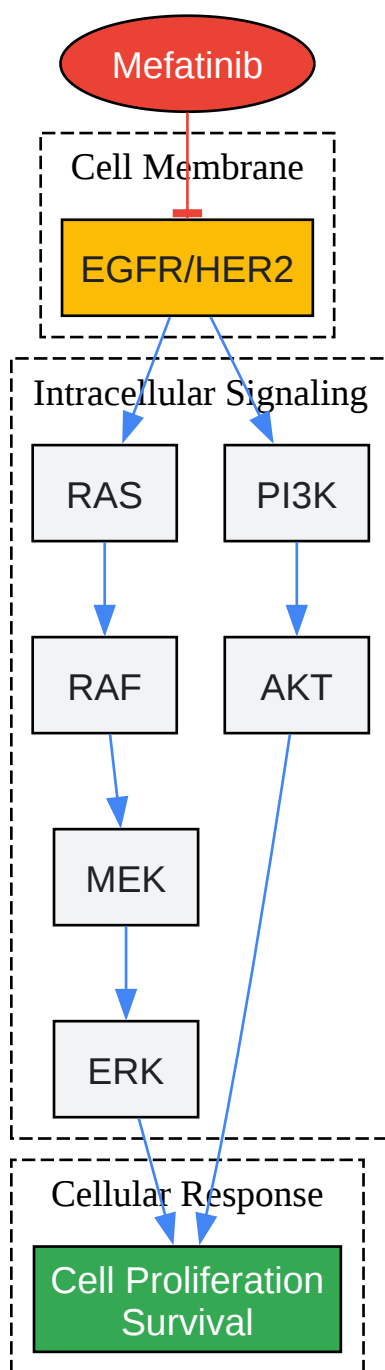 Mefatinib
Cell Membrane
EGFR/HER2
Intracellular Signaling
RAS
PI3K
RAF
AKT
MEK
ERK
Cellular Response
Cell Proliferation
Survival